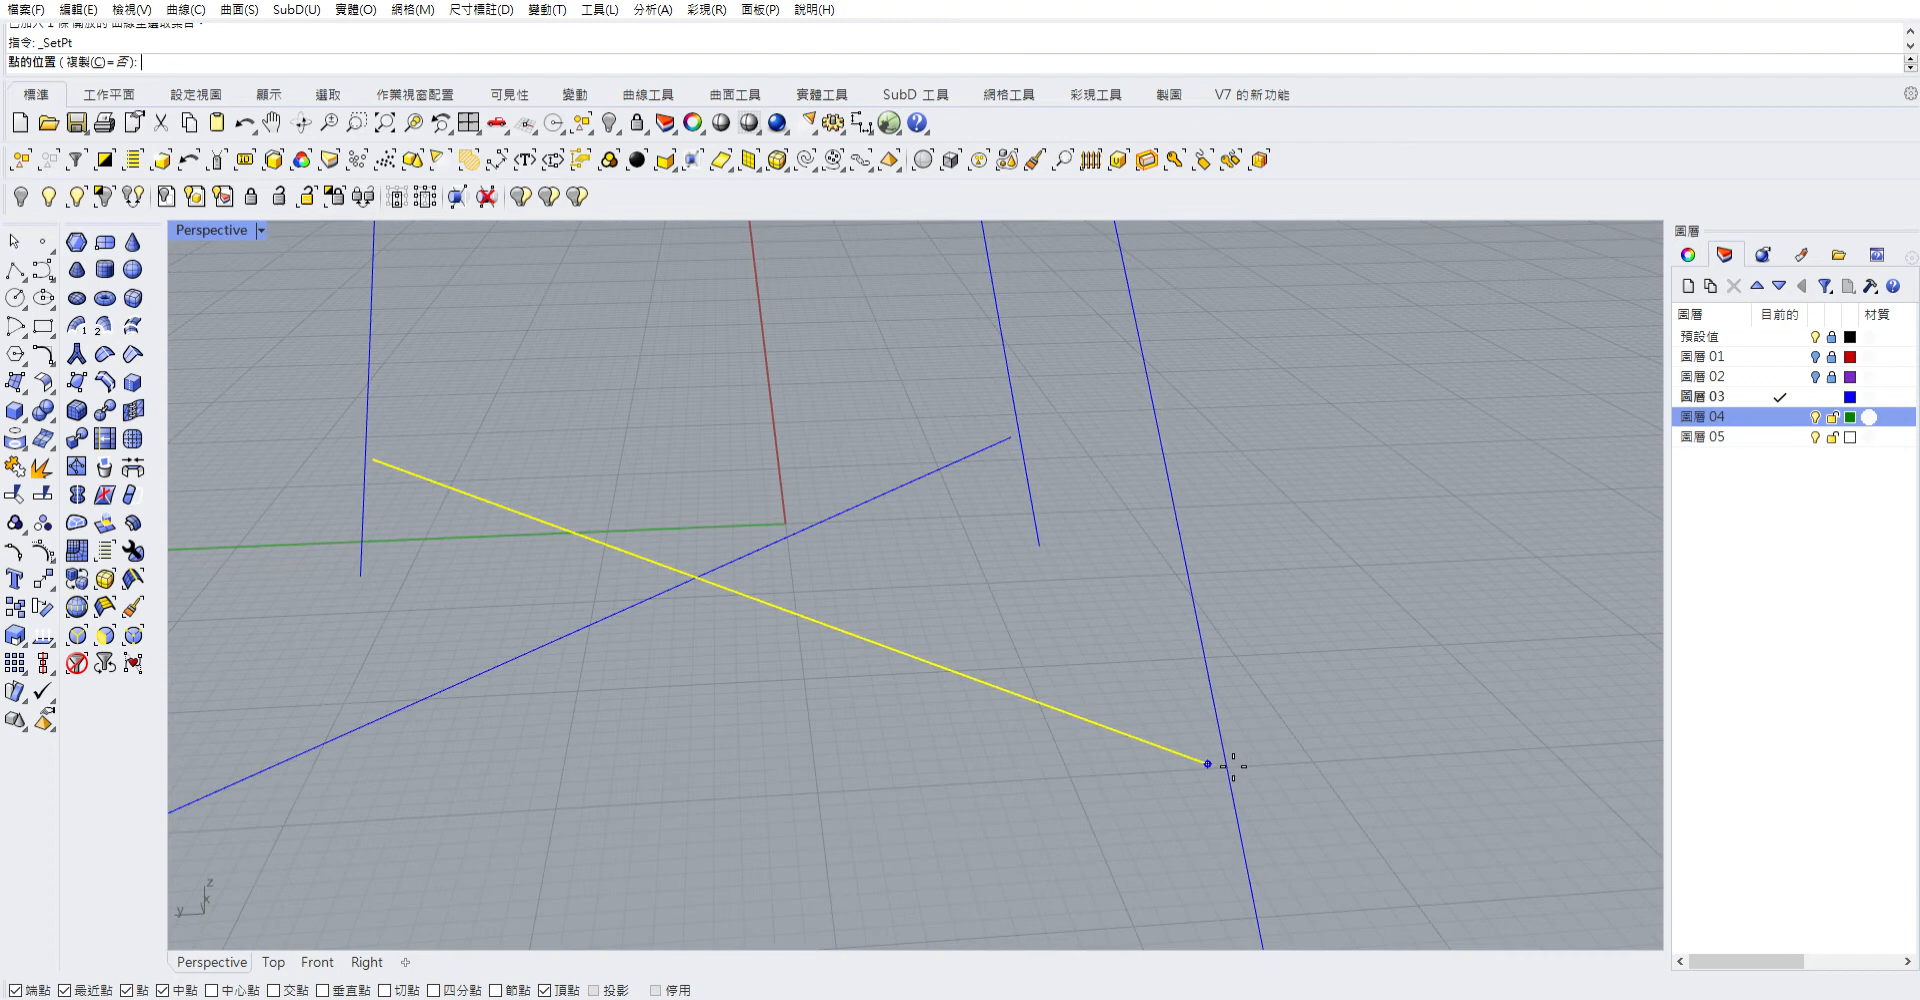 檔案(F) 編輯(E) 檢視(V) 曲線(C) 曲面(S) SubD(U) 實體(O) 網格(M) 尺寸標註(D) 變動(T) 工具(L) 分析(A) 彩現(R) 面板(P) 說明(H)
指令: _SetPt
點的位置 ( 複製(C)= 否):
標準 工作平面 設定視圖 顯示 選取 作業視窗配置 可見性 變動 曲線工具 曲面工具 實體工具 SubD 工具 網格工具 彩現工具 製圖 V7 的新功能
Perspective
圖層
圖層 目前的 材質
預設值
圖層 01
圖層 02
圖層 03
圖層 04
圖層 05
z
x
y
Perspective Top Front Right
端點 最近點 點 中點 中心點 交點 垂直點 切點 四分點 節點 頂點 投影 停用